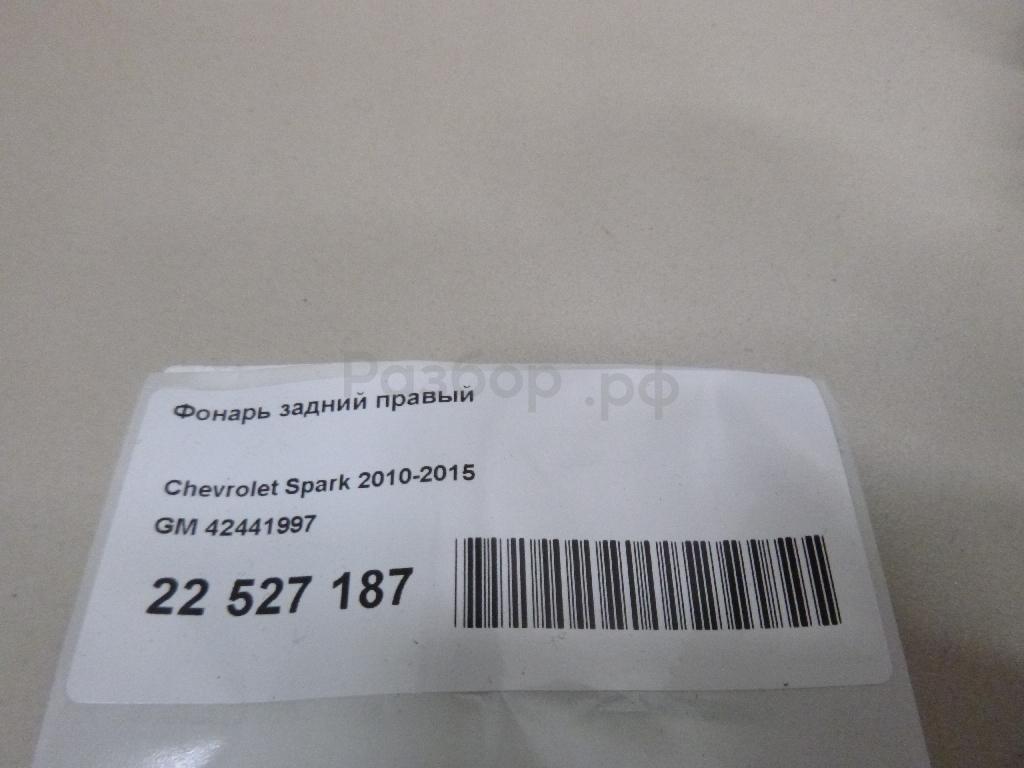 Разбор.рф
Фонарь задний правый
Chevrolet Spark 2010-2015
GM 42441997
22 527 187